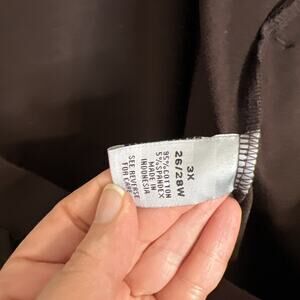 3X
26/28W
95%COTTON
5%SPANDEX
MADE IN
INDONESIA
SEE REVERSE
FOR CARE